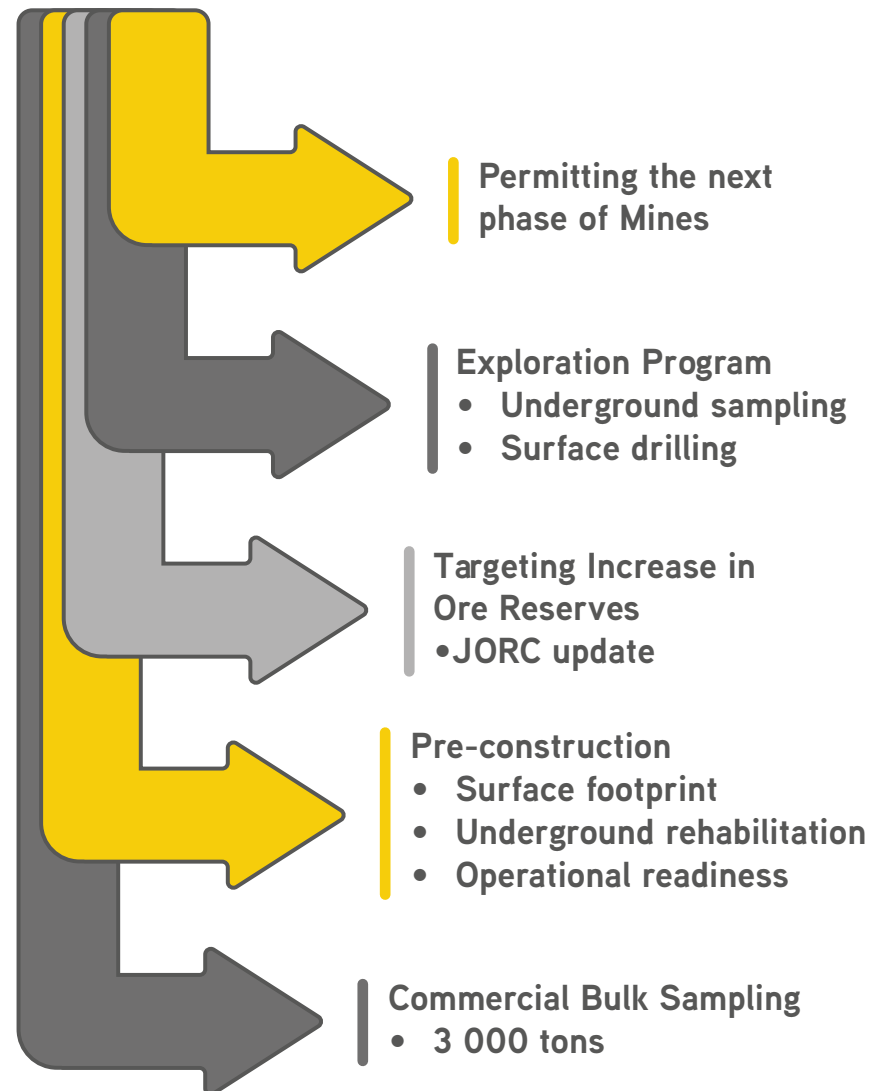 Permitting the next
phase of Mines
Exploration Program
• Underground sampling
• Surface drilling
Targeting Increase in
Ore Reserves
•JORC update
Pre-construction
• Surface footprint
• Underground rehabilitation
• Operational readiness
Commercial Bulk Sampling
• 3 000 tons